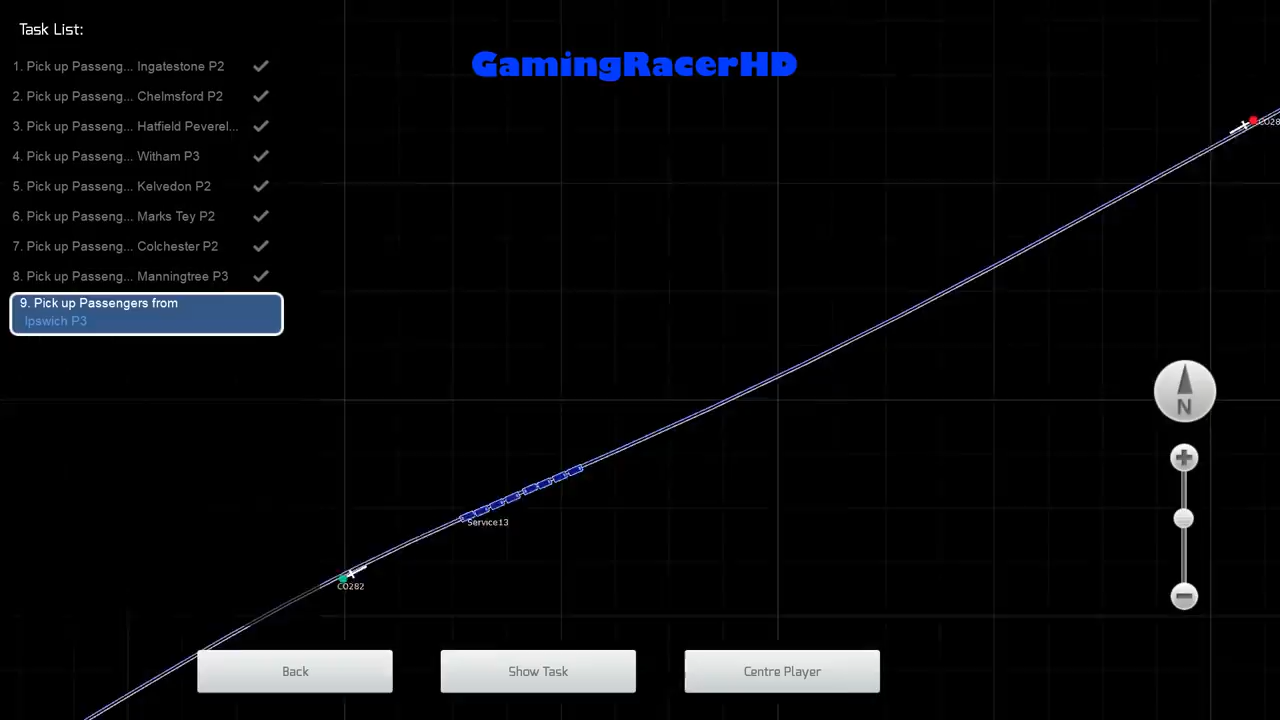 Task List:
GamingRacerHD
1. Pick up Passeng... Ingatestone P2
2. Pick up Passeng... Chelmsford P2
3. Pick up Passeng... Hatfield Peverel...
4. Pick up Passeng... Witham P3
5. Pick up Passeng... Kelvedon P2
6. Pick up Passeng... Marks Tey P2
7. Pick up Passeng... Colchester P2
8. Pick up Passeng... Manningtree P3
9. Pick up Passengers from
Ipswich P3
CO28
N
Service13
CO282
Back
Show Task
Centre Player